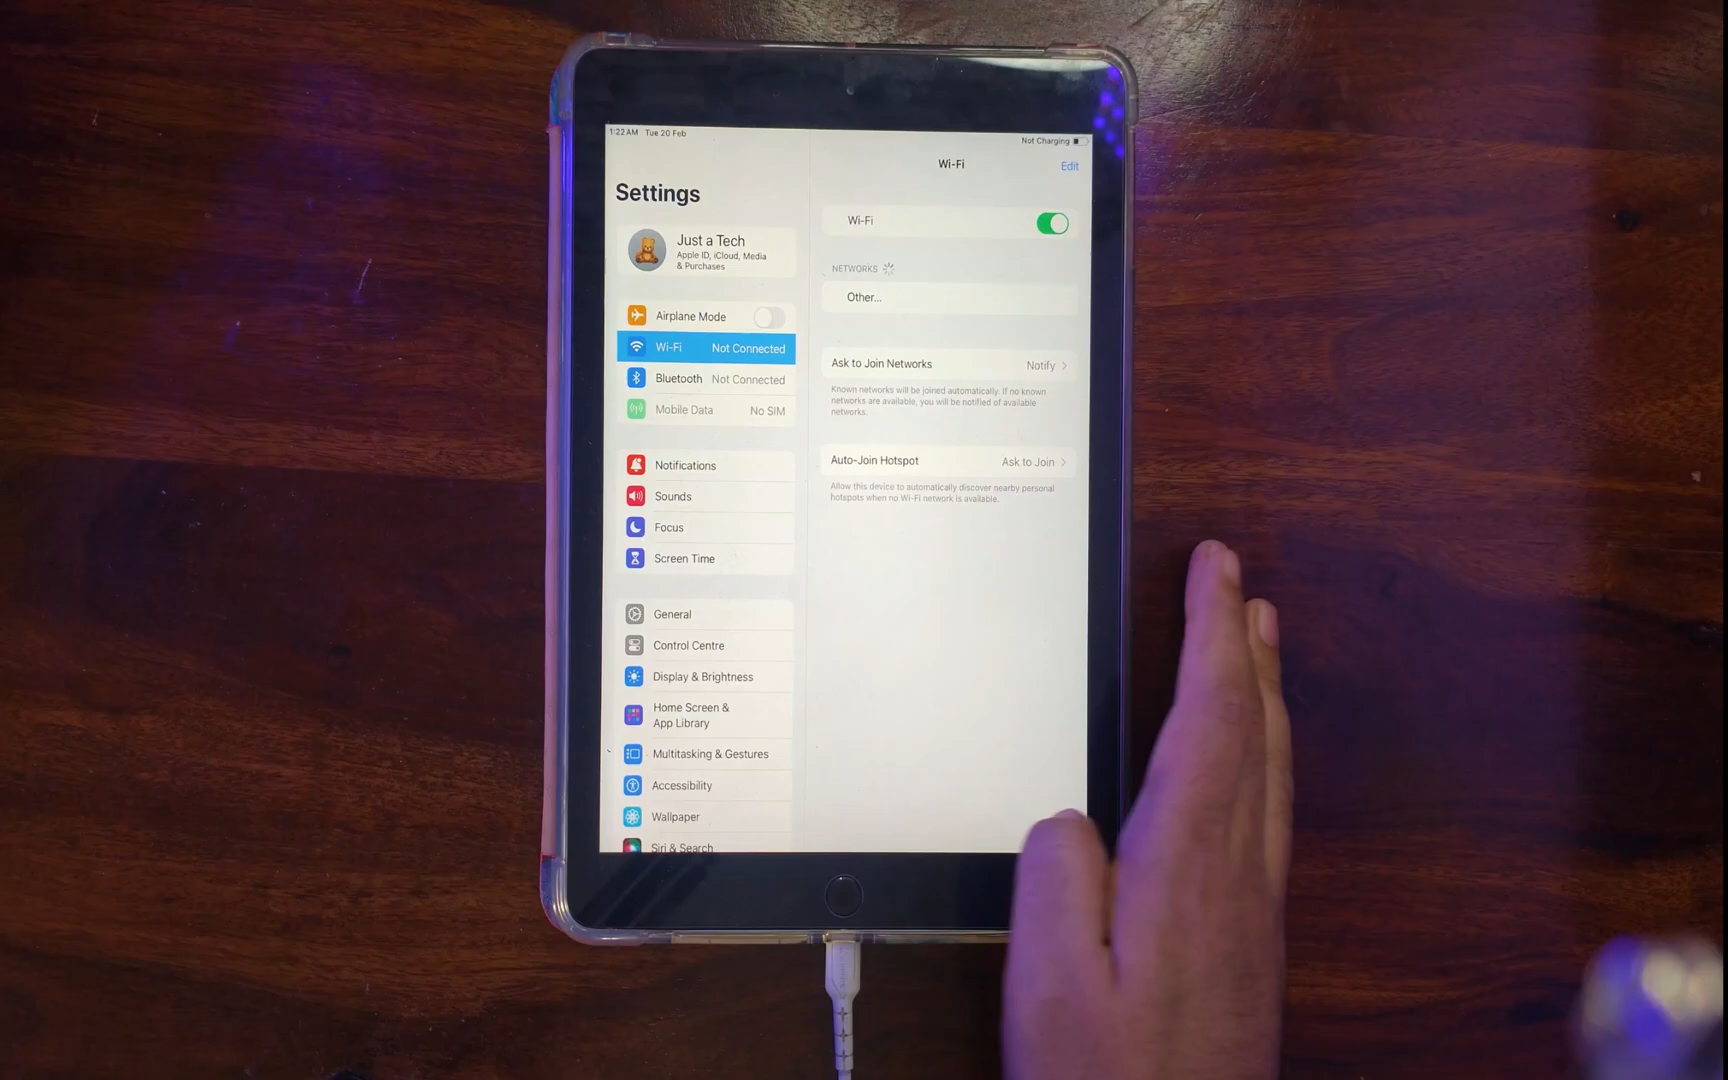 1:22 AM Tue 20 Feb
Not Charging
Wi-Fi
Edit
Settings
Just a Tech
Apple ID, iCloud, Media
& Purchases
Airplane Mode
Wi-Fi Not Connected
Bluetooth Not Connected
Mobile Data No SIM
Notifications
Sounds
Focus
Screen Time
General
Control Centre
Display & Brightness
Home Screen &
App Library
Multitasking & Gestures
Accessibility
Wallpaper
Siri & Search
Wi-Fi
NETWORKS
Other...
Ask to Join Networks Notify
Known networks will be joined automatically. If no known
networks are available, you will be notified of available
networks.
Auto-Join Hotspot Ask to Join
Allow this device to automatically discover nearby personal
hotspots when no Wi-Fi network is available.